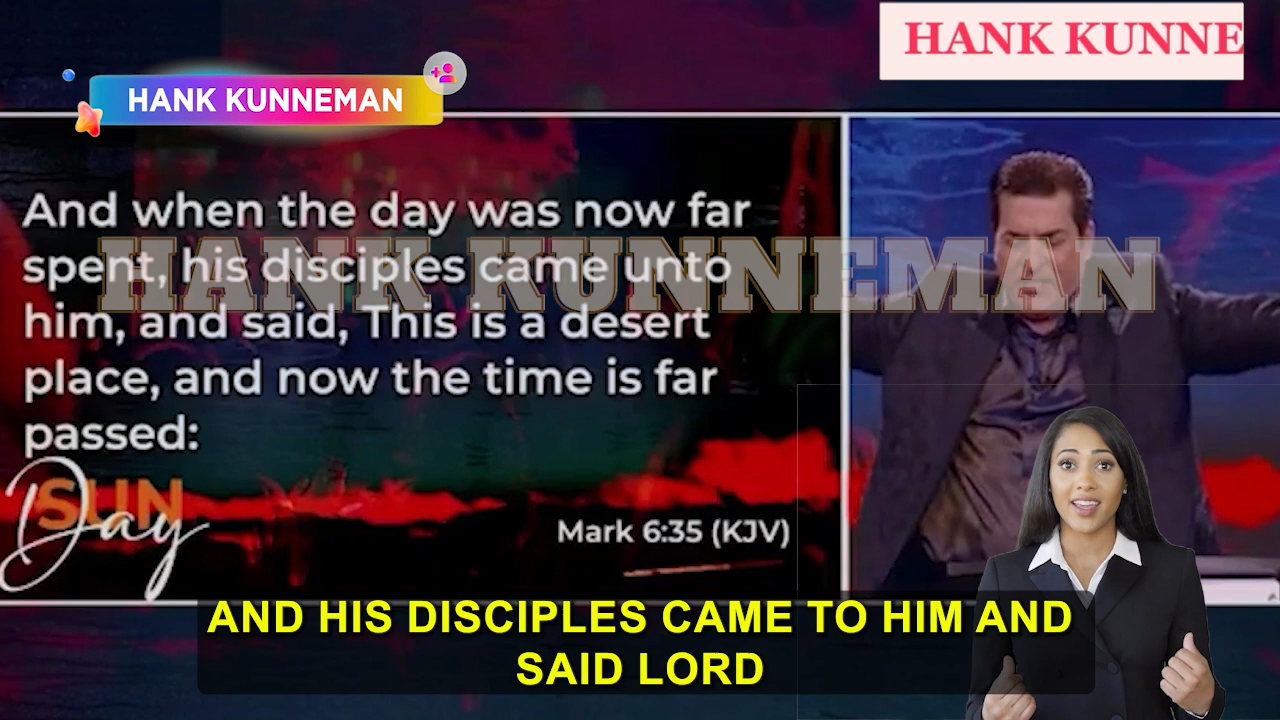 HANK KUNNE
HANK KUNNEMAN
And when the day was now far
spent, his disciples came unto
HANK KUNNEMAN
him, and said, This is a desert
place, and now the time is far
passed:
SUN
Day
Mark 6:35 (KJV)
AND HIS DISCIPLES CAME TO HIM AND
SAID LORD